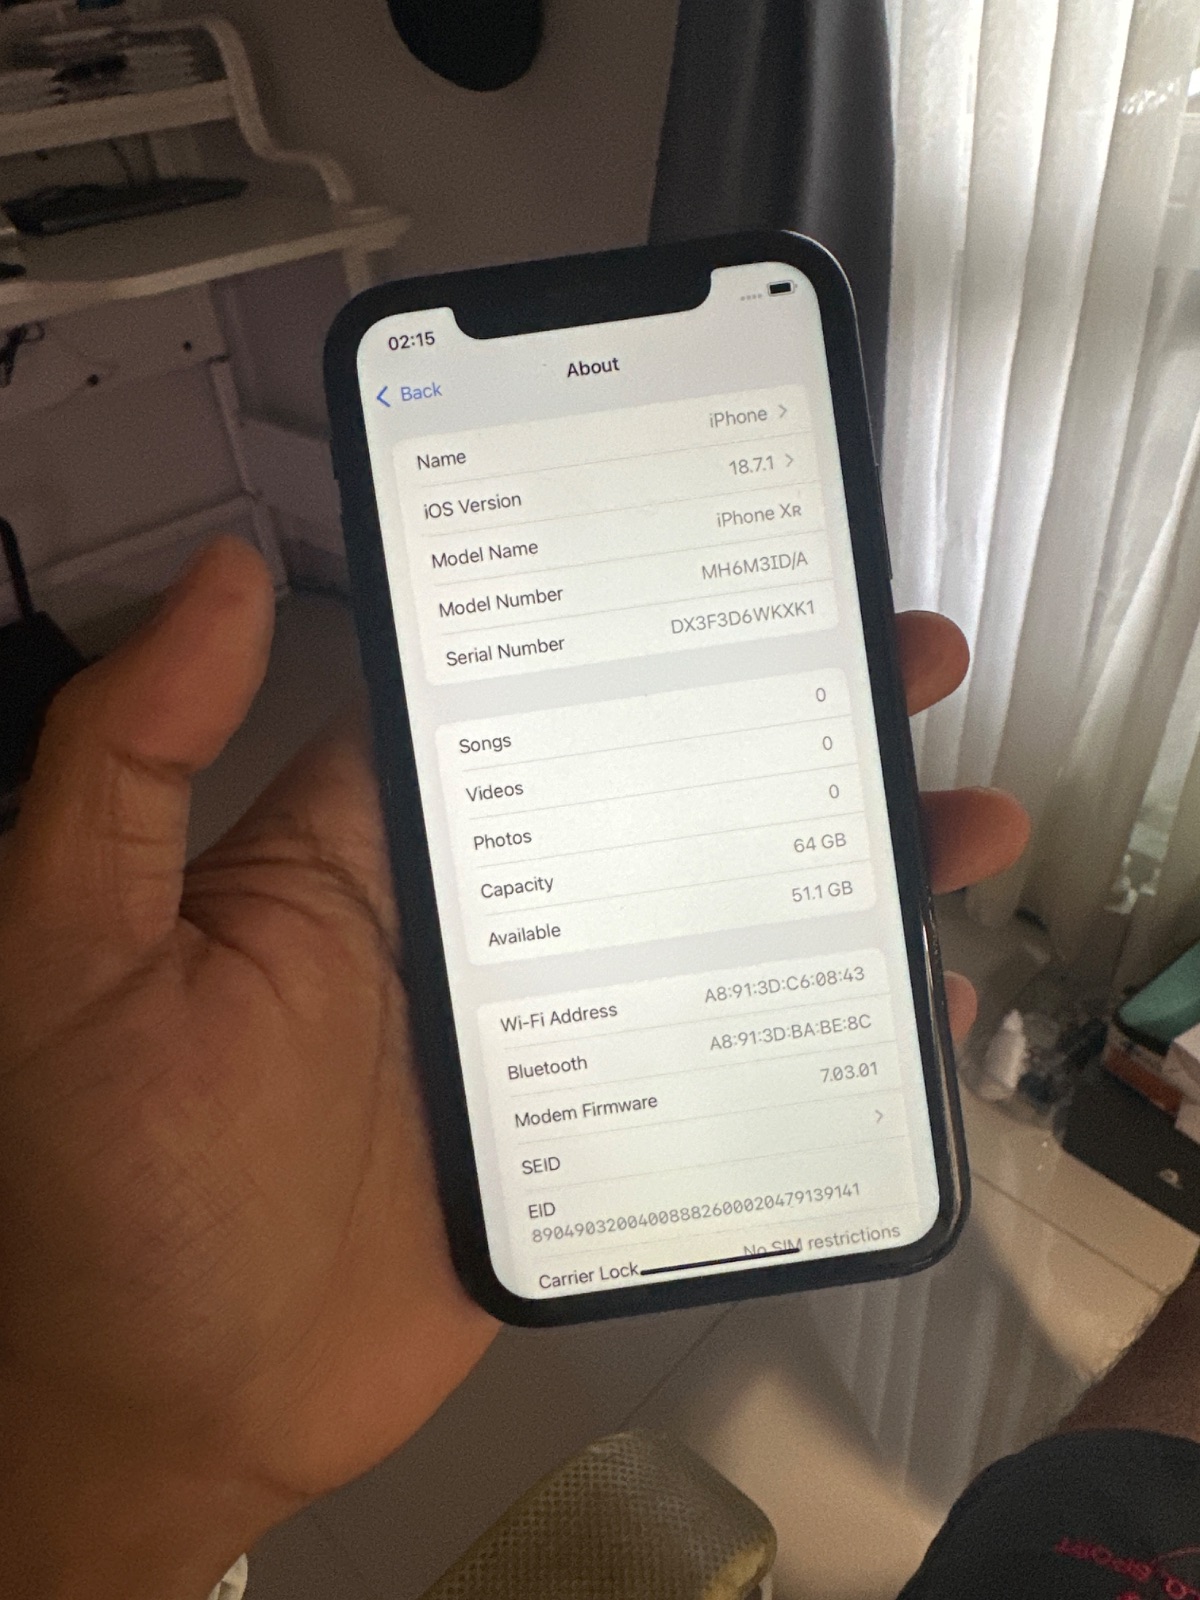 02:15
Back
About
Name iPhone
iOS Version 18.7.1
Model Name iPhone XR
Model Number MH6M3ID/A
Serial Number DX3F3D6WKXK1
Songs 0
Videos 0
Photos 0
Capacity 64 GB
Available 51.1 GB
Wi-Fi Address A8:91:3D:C6:08:43
Bluetooth A8:91:3D:BA:BE:8C
Modem Firmware 7.03.01
SEID
EID
89049032004008882600020479139141
Carrier Lock No SIM restrictions
SPORT